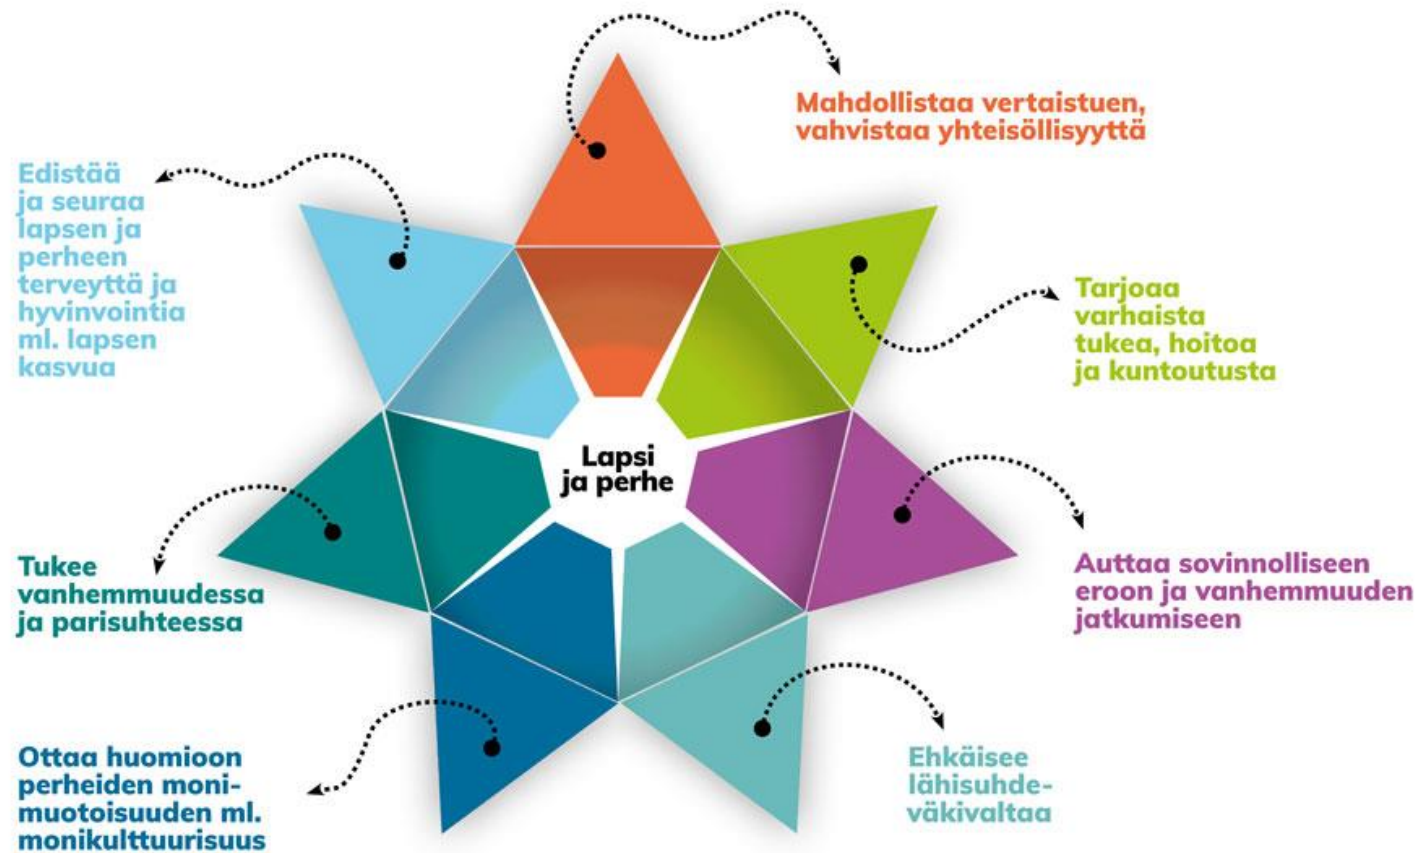 Mahdollistaa vertaistuen,
vahvistaa yhteisöllisyyttä
Edistää
ja seuraa
lapsen ja
perheen
terveyttä ja
hyvinvointia
ml. lapsen
kasvua
Tarjoaa
varhaista
tukea, hoitoa
ja kuntoutusta
Lapsi
ja perhe
Tukee
vanhemmuudessa
ja parisuhteessa
Auttaa sovinnolliseen
eroon ja vanhemmuuden
jatkumiseen
Ottaa huomioon
perheiden moni-
muotoisuuden ml.
monikulttuurisuus
Ehkäisee
lähisuhde-
väkivaltaa